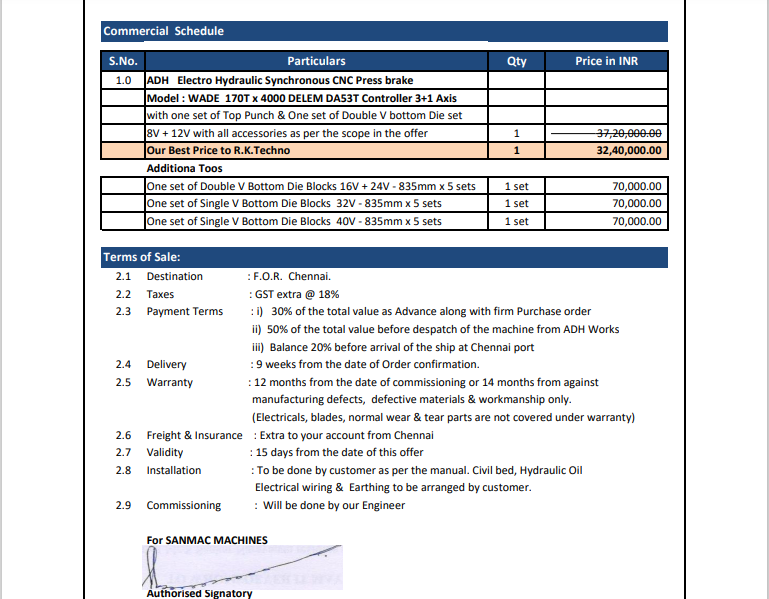 Commercial Schedule
S.No. Particulars Qty Price in INR
1.0 ADH Electro Hydraulic Synchronous CNC Press brake
Model : WADE 170T x 4000 DELEM DA53T Controller 3+1 Axis
with one set of Top Punch & One set of Double V bottom Die set
8V + 12V with all accessories as per the scope in the offer 1 37,20,000.00
Our Best Price to R.K.Techno 1 32,40,000.00
Additiona Toos
One set of Double V Bottom Die Blocks 16V + 24V - 835mm x 5 sets 1 set 70,000.00
One set of Single V Bottom Die Blocks 32V - 835mm x 5 sets 1 set 70,000.00
One set of Single V Bottom Die Blocks 40V - 835mm x 5 sets 1 set 70,000.00
Terms of Sale:
2.1 Destination : F.O.R. Chennai.
2.2 Taxes : GST extra @ 18%
2.3 Payment Terms : i) 30% of the total value as Advance along with firm Purchase order
ii) 50% of the total value before despatch of the machine from ADH Works
iii) Balance 20% before arrival of the ship at Chennai port
2.4 Delivery : 9 weeks from the date of Order confirmation.
2.5 Warranty : 12 months from the date of commissioning or 14 months from against
manufacturing defects, defective materials & workmanship only.
(Electricals, blades, normal wear & tear parts are not covered under warranty)
2.6 Freight & Insurance : Extra to your account from Chennai
2.7 Validity : 15 days from the date of this offer
2.8 Installation : To be done by customer as per the manual. Civil bed, Hydraulic Oil
Electrical wiring & Earthing to be arranged by customer.
2.9 Commissioning : Will be done by our Engineer
For SANMAC MACHINES
Authorised Signatory